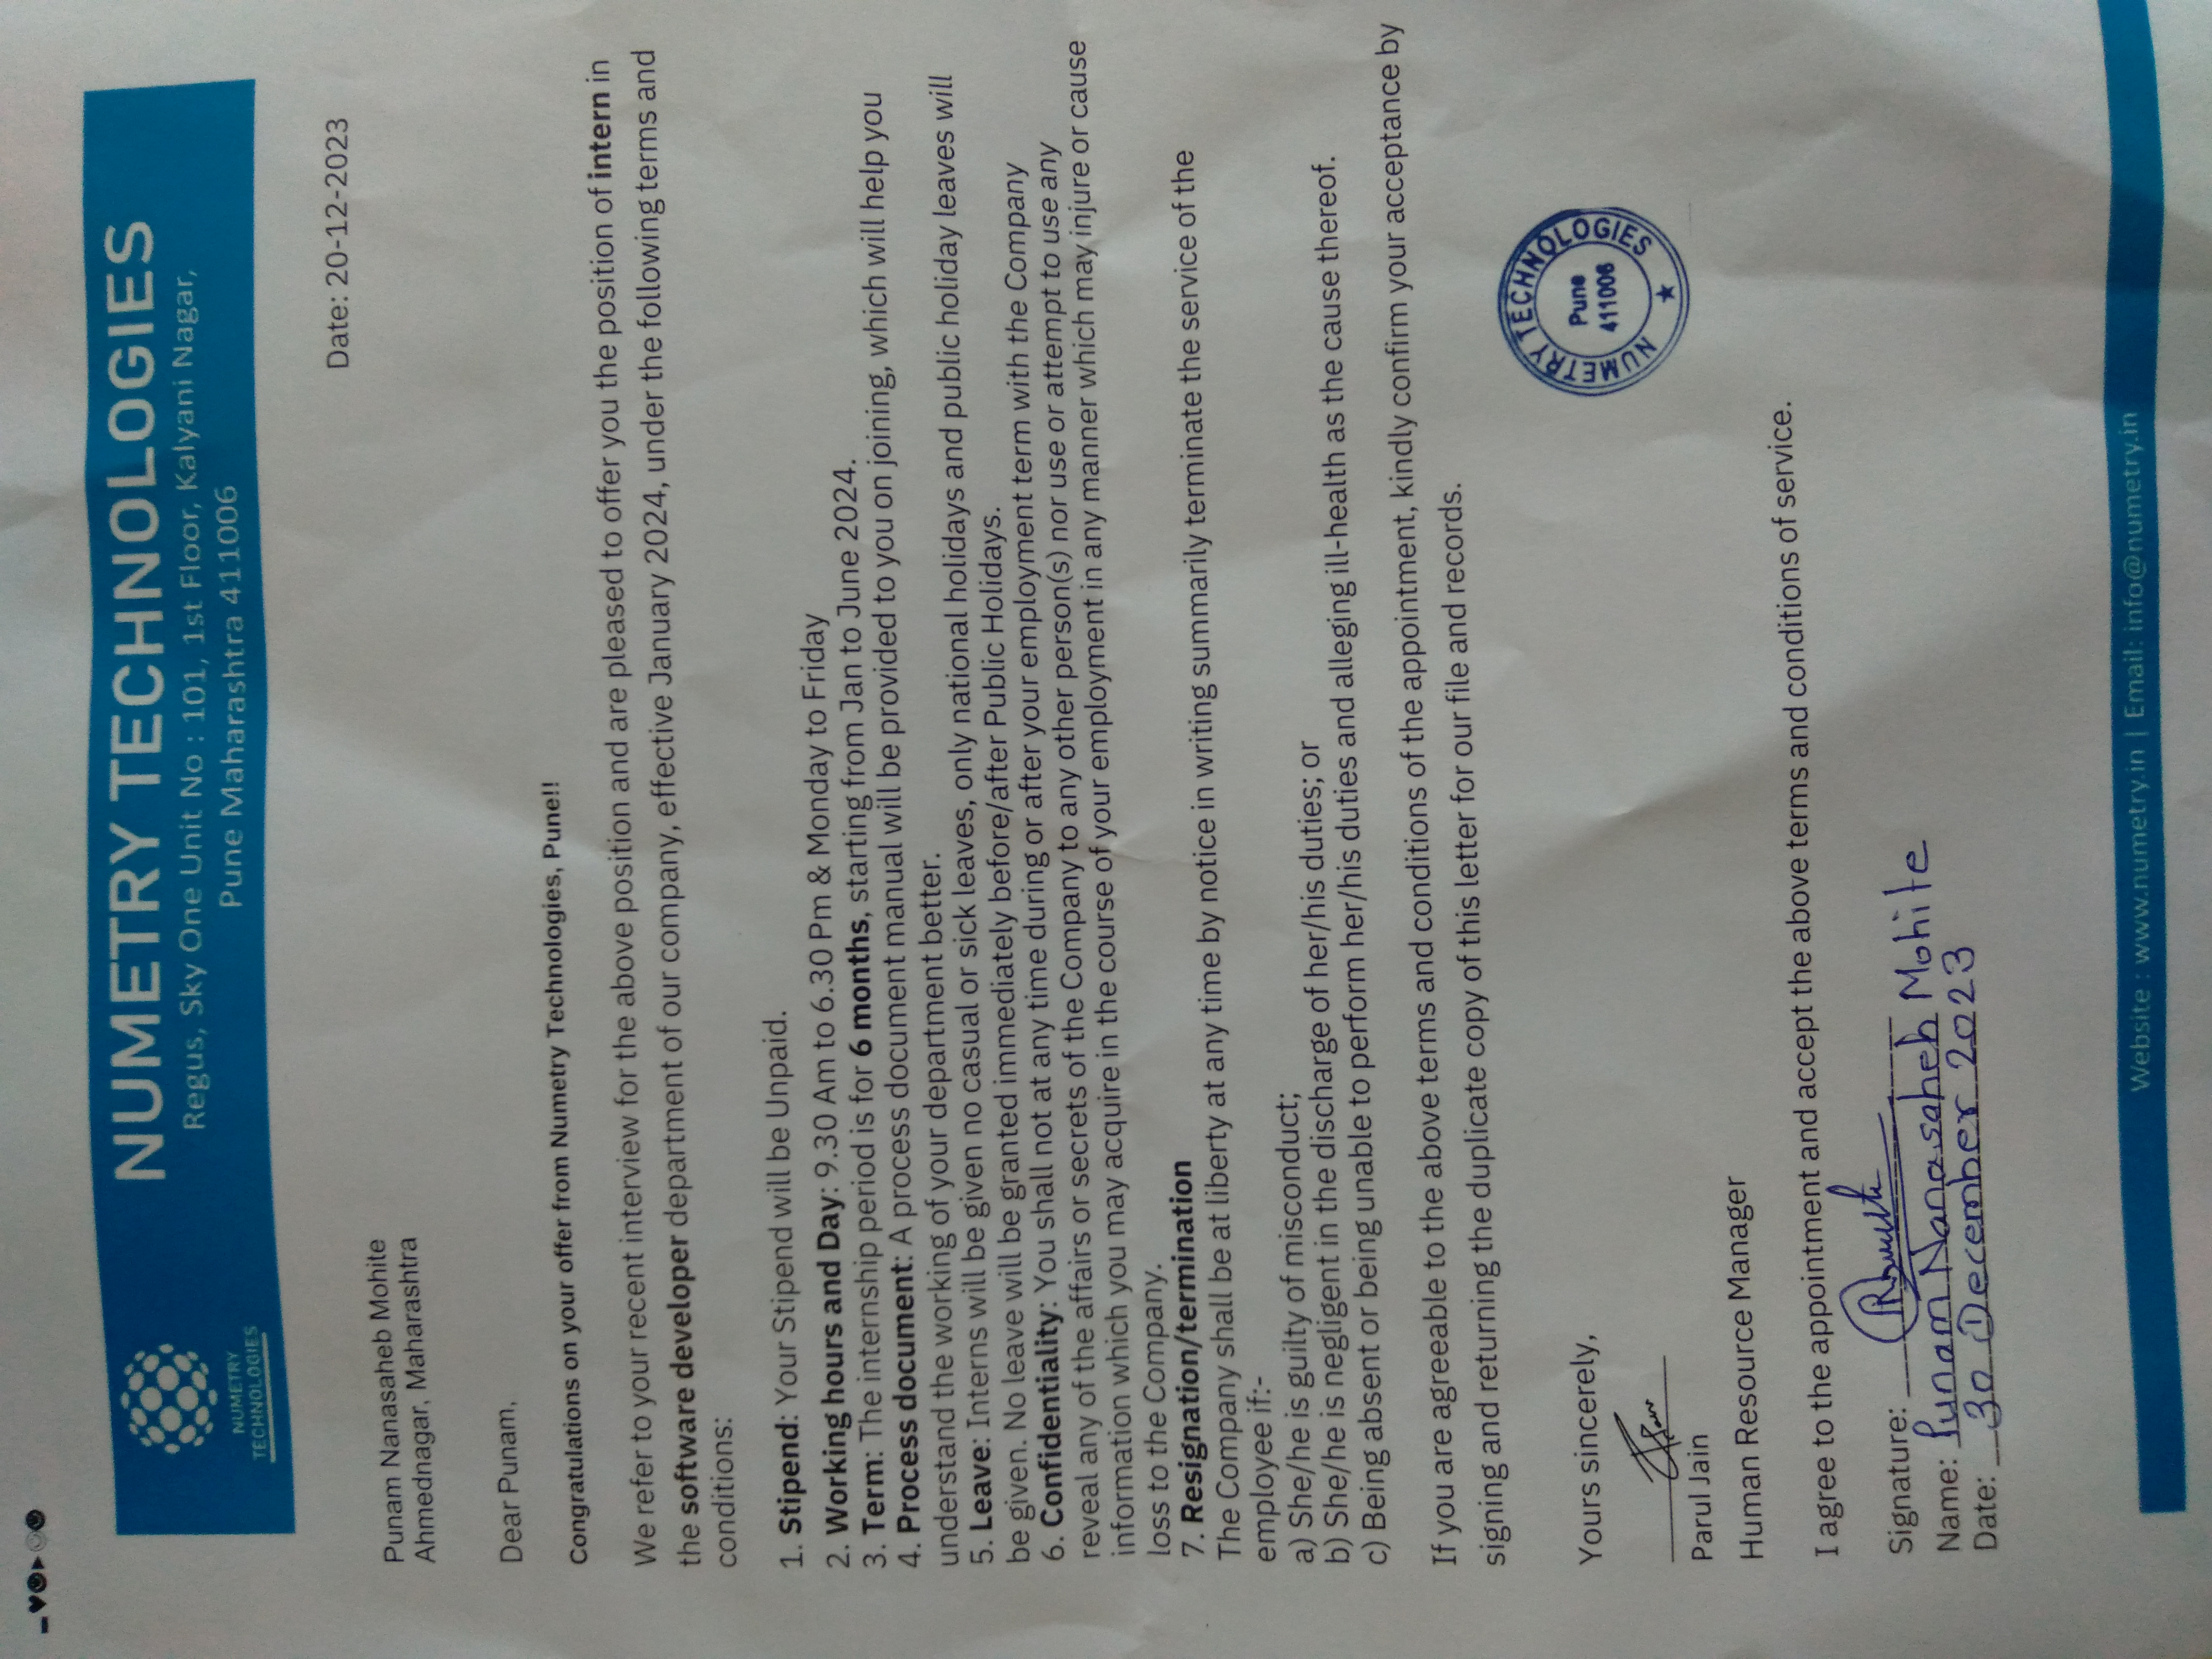 NUMETRY TECHNOLOGIES
Regus, Sky One Unit No : 101, 1st Floor, Kalyani Nagar,
Pune Maharashtra 411006
NUMETRY
TECHNOLOGIES
Date: 20-12-2023
Punam Nanasaheb Mohite
Ahmednagar, Maharashtra
Dear Punam,
Congratulations on your offer from Numetry Technologies, Pune!!
We refer to your recent interview for the above position and are pleased to offer you the position of intern in
the software developer department of our company, effective January 2024, under the following terms and
conditions:
1. Stipend: Your Stipend will be Unpaid.
2. Working hours and Day: 9.30 Am to 6.30 Pm & Monday to Friday
3. Term: The internship period is for 6 months, starting from Jan to June 2024.
4. Process document: A process document manual will be provided to you on joining, which will help you
understand the working of your department better.
5. Leave: Interns will be given no casual or sick leaves, only national holidays and public holiday leaves will
be given. No leave will be granted immediately before/after Public Holidays.
6. Confidentiality: You shall not at any time during or after your employment term with the Company
reveal any of the affairs or secrets of the Company to any other person(s) nor use or attempt to use any
information which you may acquire in the course of your employment in any manner which may injure or cause
loss to the Company.
7. Resignation/termination
The Company shall be at liberty at any time by notice in writing summarily terminate the service of the
employee if:-
a) She/he is guilty of misconduct;
b) She/he is negligent in the discharge of her/his duties; or
c) Being absent or being unable to perform her/his duties and alleging ill-health as the cause thereof.
If you are agreeable to the above terms and conditions of the appointment, kindly confirm your acceptance by
signing and returning the duplicate copy of this letter for our file and records.
NUMETRY TECHNOLOGIES
Pune
411006
Yours sincerely,
Parul Jain
Human Resource Manager
I agree to the appointment and accept the above terms and conditions of service.
Signature:
Name: Punam Nanasaheb Mohite
Date: 30 December 2023
Website : www.numetry.in | Email: info@numetry.in